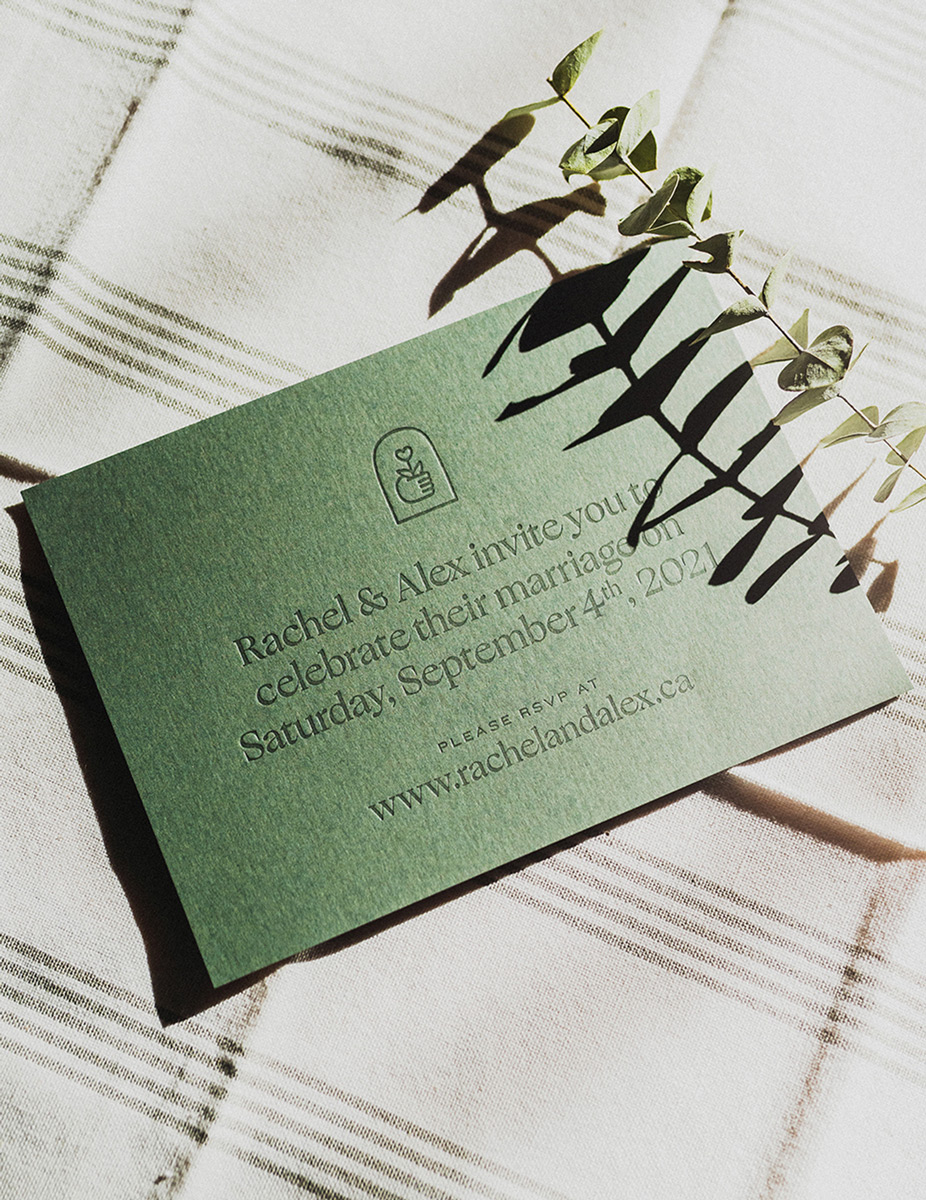 Rachel & Alex invite you to
celebrate their marriage on
Saturday, September 4th, 2021
PLEASE RSVP AT
www.rachelandalex.ca